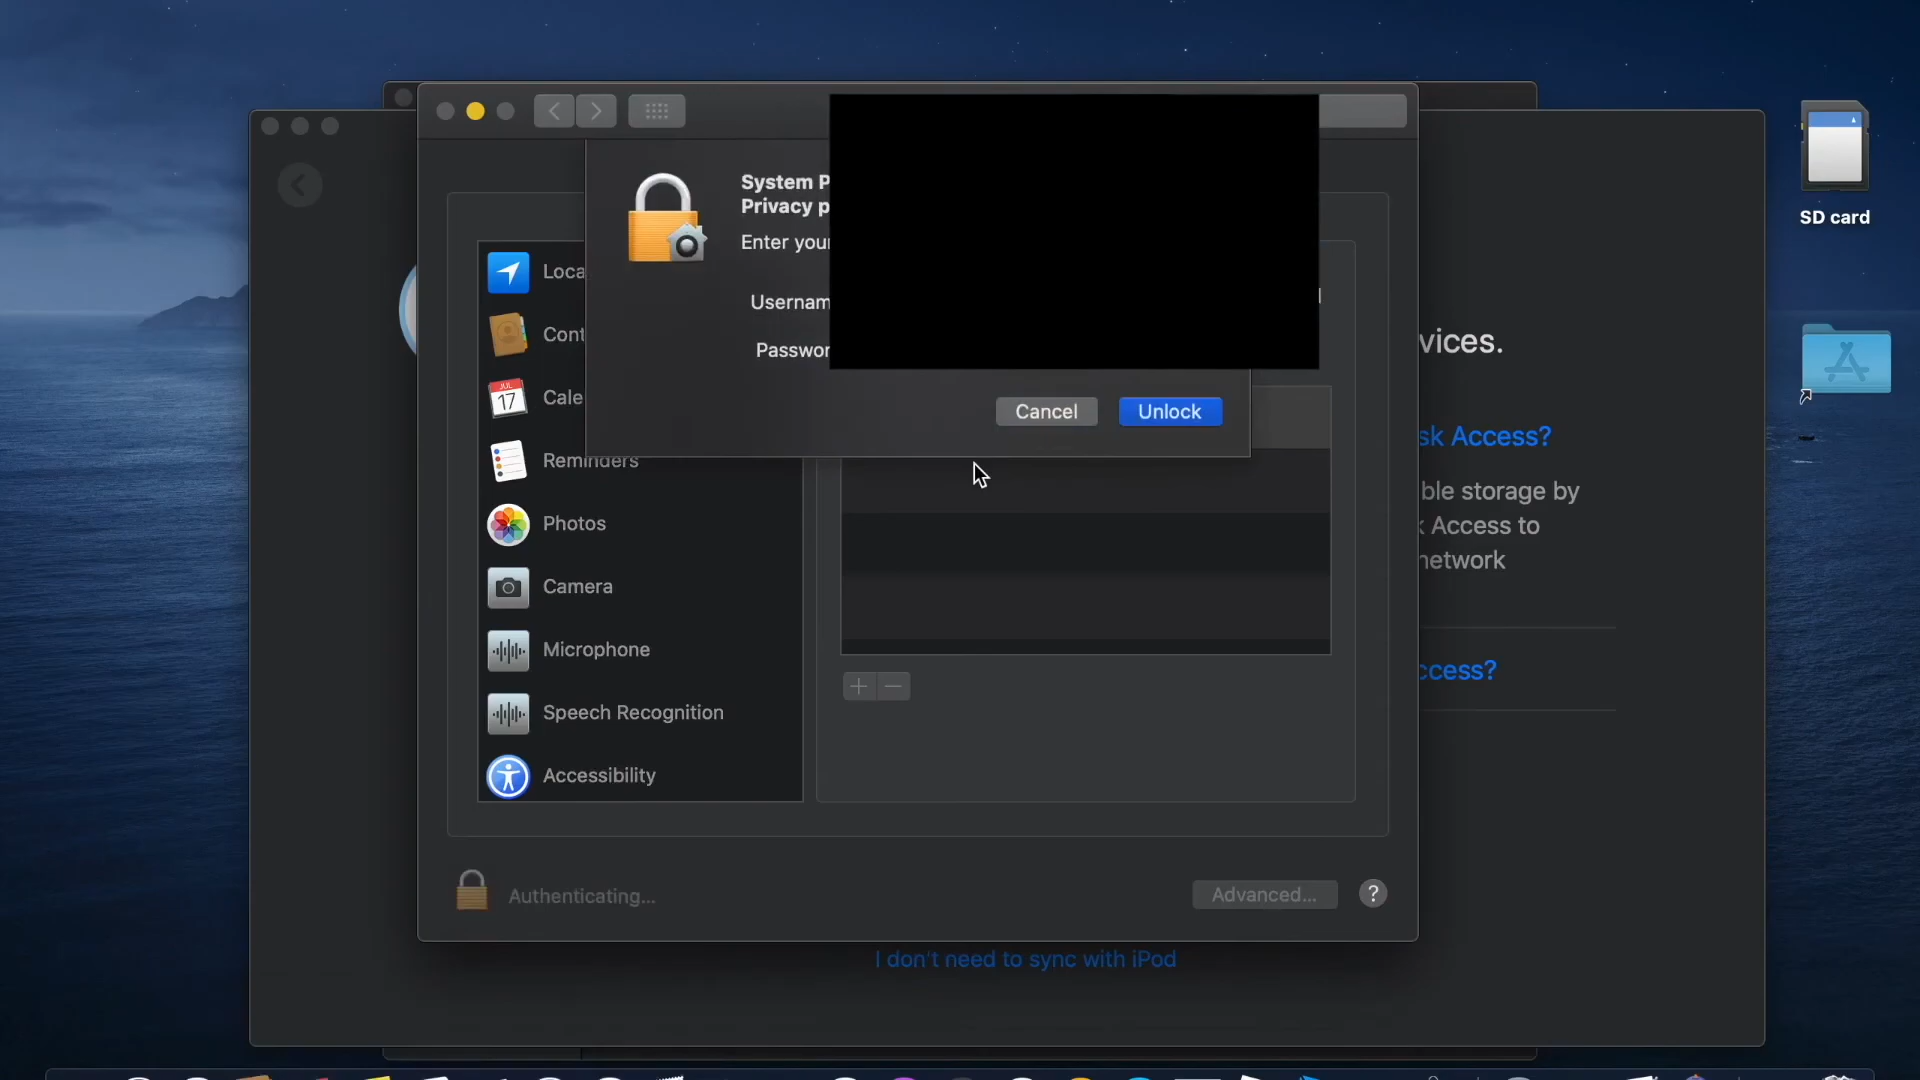 System P
Privacy p
Enter your
Usernam
Passwor
Cancel
Unlock
Loca
Cont
JUL
17
Cale
Reminders
Photos
Camera
Microphone
Speech Recognition
Accessibility
Authenticating...
Advanced...
?
vices.
sk Access?
ble storage by
k Access to
network
ccess?
I don't need to sync with iPod
SD card